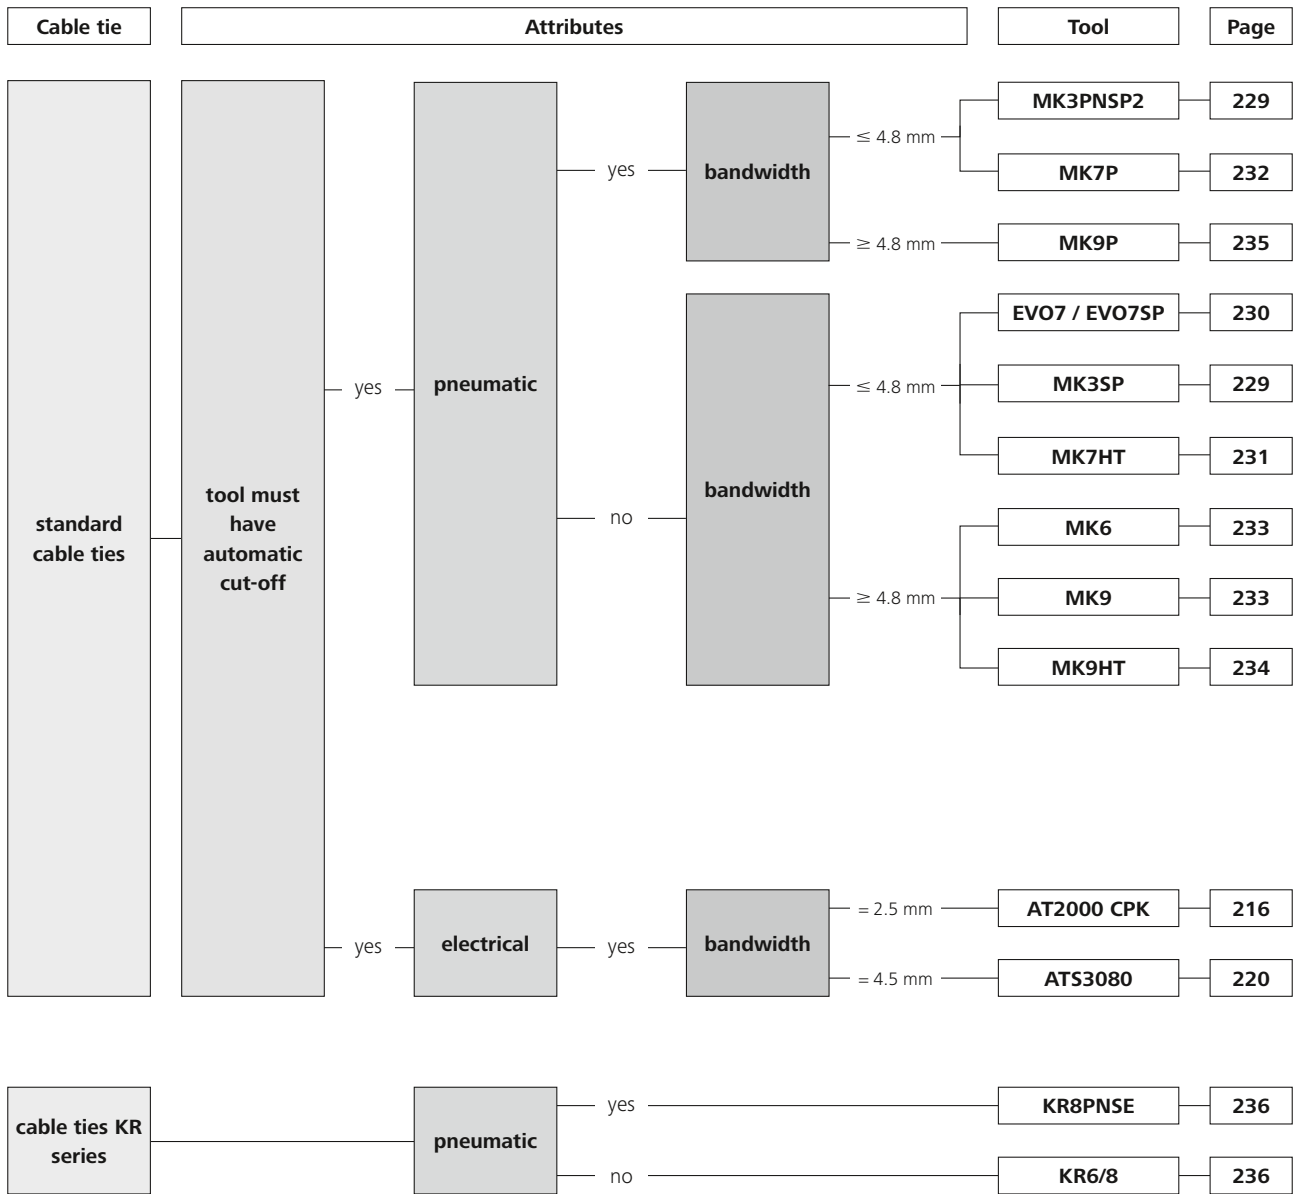 Cable tie
Attributes
Tool
Page
MK3PNSP2
229
≤ 4.8 mm
yes
bandwidth
MK7P
232
≥ 4.8 mm
MK9P
235
EVO7 / EVO7SP
230
yes
pneumatic
≤ 4.8 mm
MK3SP
229
MK7HT
231
bandwidth
tool must
have
automatic
cut-off
standard
cable ties
no
MK6
233
≥ 4.8 mm
MK9
233
MK9HT
234
= 2.5 mm
AT2000 CPK
216
yes
electrical
yes
bandwidth
= 4.5 mm
ATS3080
220
cable ties KR
series
pneumatic
yes
KR8PNSE
236
no
KR6/8
236